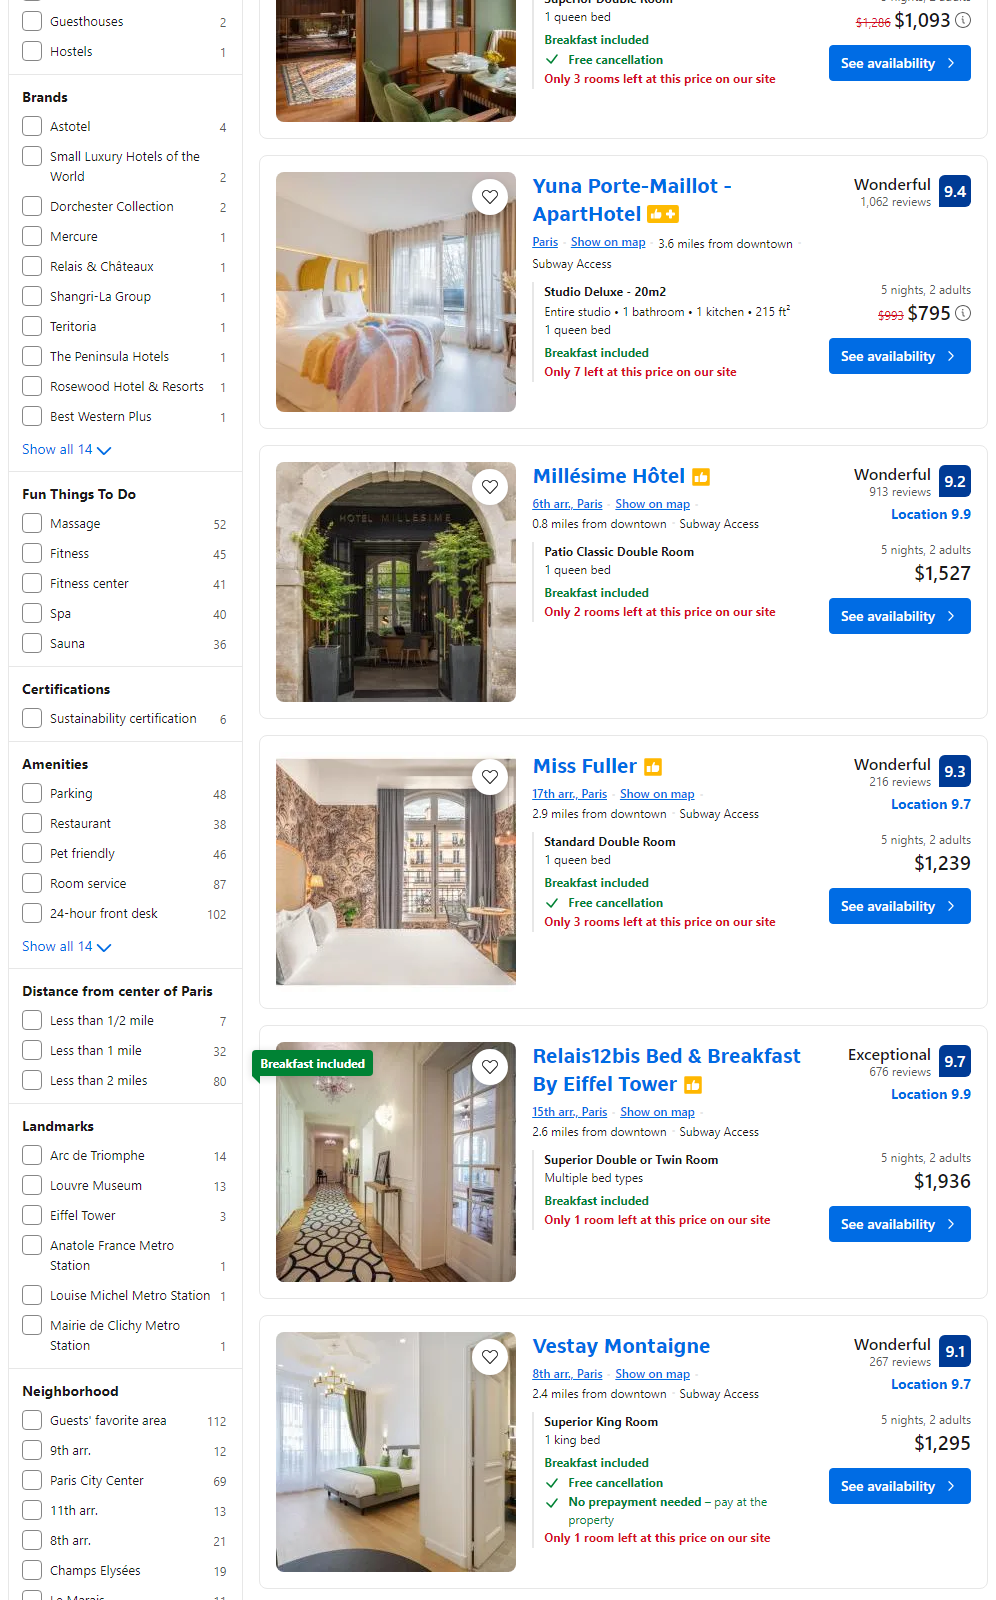 Guesthouses 2
Hostels 1
Brands
Astotel 4
Small Luxury Hotels of the
World 2
Dorchester Collection 2
Mercure 1
Relais & Châteaux 1
Shangri-La Group 1
Teritoria 1
The Peninsula Hotels 1
Rosewood Hotel & Resorts 1
Best Western Plus 1
Show all 14
Fun Things To Do
Massage 52
Fitness 45
Fitness center 41
Spa 40
Sauna 36
Certifications
Sustainability certification 6
Amenities
Parking 48
Restaurant 38
Pet friendly 46
Room service 87
24-hour front desk 102
Show all 14
Distance from center of Paris
Less than 1/2 mile 7
Less than 1 mile 32
Less than 2 miles 80
Landmarks
Arc de Triomphe 14
Louvre Museum 13
Eiffel Tower 3
Anatole France Metro
Station 1
Louise Michel Metro Station 1
Mairie de Clichy Metro
Station 1
Neighborhood
Guests' favorite area 112
9th arr. 12
Paris City Center 69
11th arr. 13
8th arr. 21
Champs Elysées 19
Le Marais 11
Superior Double Room
1 queen bed
Breakfast included
Free cancellation
Only 3 rooms left at this price on our site
5 nights, 2 adults
$1,286 $1,093
See availability
Yuna Porte-Maillot -
ApartHotel
Paris · Show on map · 3.6 miles from downtown ·
Subway Access
Studio Deluxe - 20m2
Entire studio • 1 bathroom • 1 kitchen • 215 ft²
1 queen bed
Breakfast included
Only 7 left at this price on our site
Wonderful 9.4
1,062 reviews
5 nights, 2 adults
$993 $795
See availability
HOTEL MILLESIME
Millésime Hôtel
6th arr., Paris · Show on map ·
0.8 miles from downtown · Subway Access
Patio Classic Double Room
1 queen bed
Breakfast included
Only 2 rooms left at this price on our site
Wonderful 9.2
913 reviews
Location 9.9
5 nights, 2 adults
$1,527
See availability
Miss Fuller
17th arr., Paris · Show on map ·
2.9 miles from downtown · Subway Access
Standard Double Room
1 queen bed
Breakfast included
Free cancellation
Only 3 rooms left at this price on our site
Wonderful 9.3
216 reviews
Location 9.7
5 nights, 2 adults
$1,239
See availability
Breakfast included
Relais12bis Bed & Breakfast
By Eiffel Tower
15th arr., Paris · Show on map ·
2.6 miles from downtown · Subway Access
Superior Double or Twin Room
Multiple bed types
Breakfast included
Only 1 room left at this price on our site
Exceptional 9.7
676 reviews
Location 9.9
5 nights, 2 adults
$1,936
See availability
Vestay Montaigne
8th arr., Paris · Show on map ·
2.4 miles from downtown · Subway Access
Superior King Room
1 king bed
Breakfast included
Free cancellation
No prepayment needed – pay at the
property
Only 1 room left at this price on our site
Wonderful 9.1
267 reviews
Location 9.7
5 nights, 2 adults
$1,295
See availability